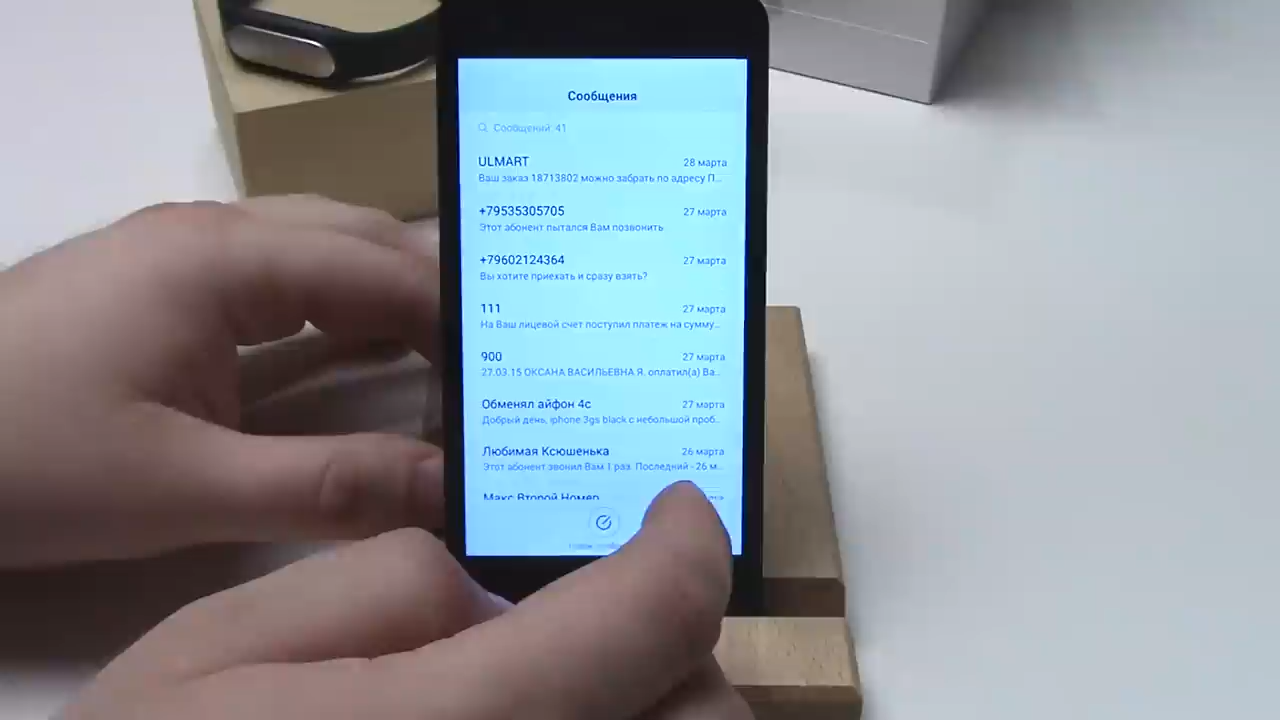 Сообщения
Сообщений: 41
ULMART 28 марта
Ваш заказ 18713802 можно забрать по адресу П...
+79535305705 27 марта
Этот абонент пытался Вам позвонить
+79602124364 27 марта
Вы хотите приехать и сразу взять?
111 27 марта
На Ваш лицевой счет поступил платеж на сумму...
900 27 марта
27.03.15 ОКСАНА ВАСИЛЬЕВНА Я. оплатил(а) Ва...
Обменял айфон 4с 27 марта
Добрый день, iphone 3gs black с небольшой проб...
Любимая Ксюшенька 26 марта
Этот абонент звонил Вам 1 раз. Последний - 26 м...
Макс Второй Номер